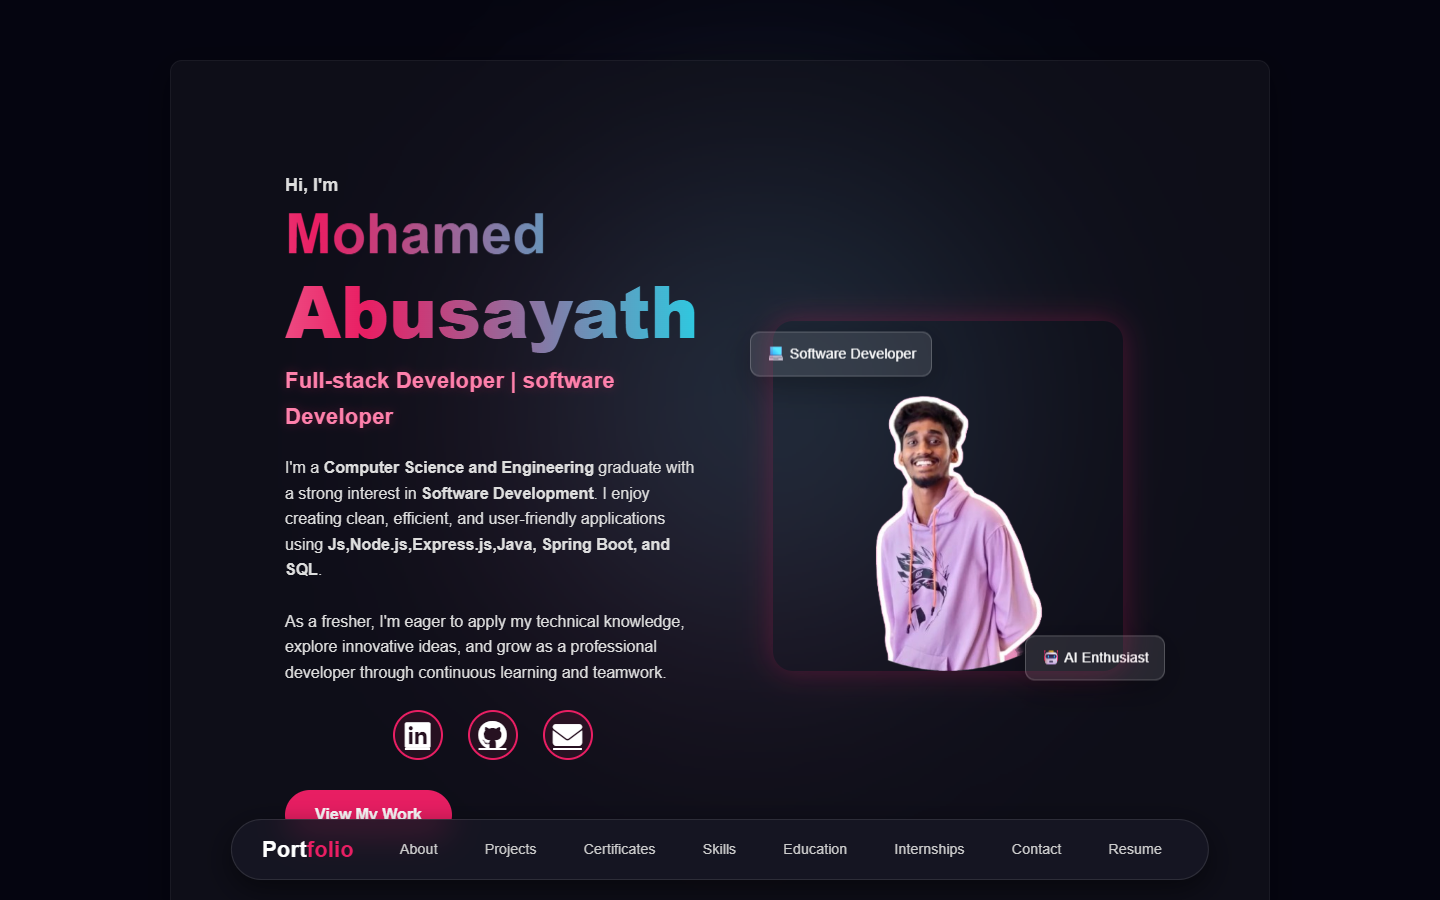 Hi, I'm
Mohamed
Abusayath
Full-stack Developer | software
Developer
I'm a Computer Science and Engineering graduate with
a strong interest in Software Development. I enjoy
creating clean, efficient, and user-friendly applications
using Js,Node.js,Express.js,Java, Spring Boot, and
SQL.
As a fresher, I'm eager to apply my technical knowledge,
explore innovative ideas, and grow as a professional
developer through continuous learning and teamwork.
in
View My Work
💻 Software Developer
🤖 AI Enthusiast
Portfolio About Projects Certificates Skills Education Internships Contact Resume